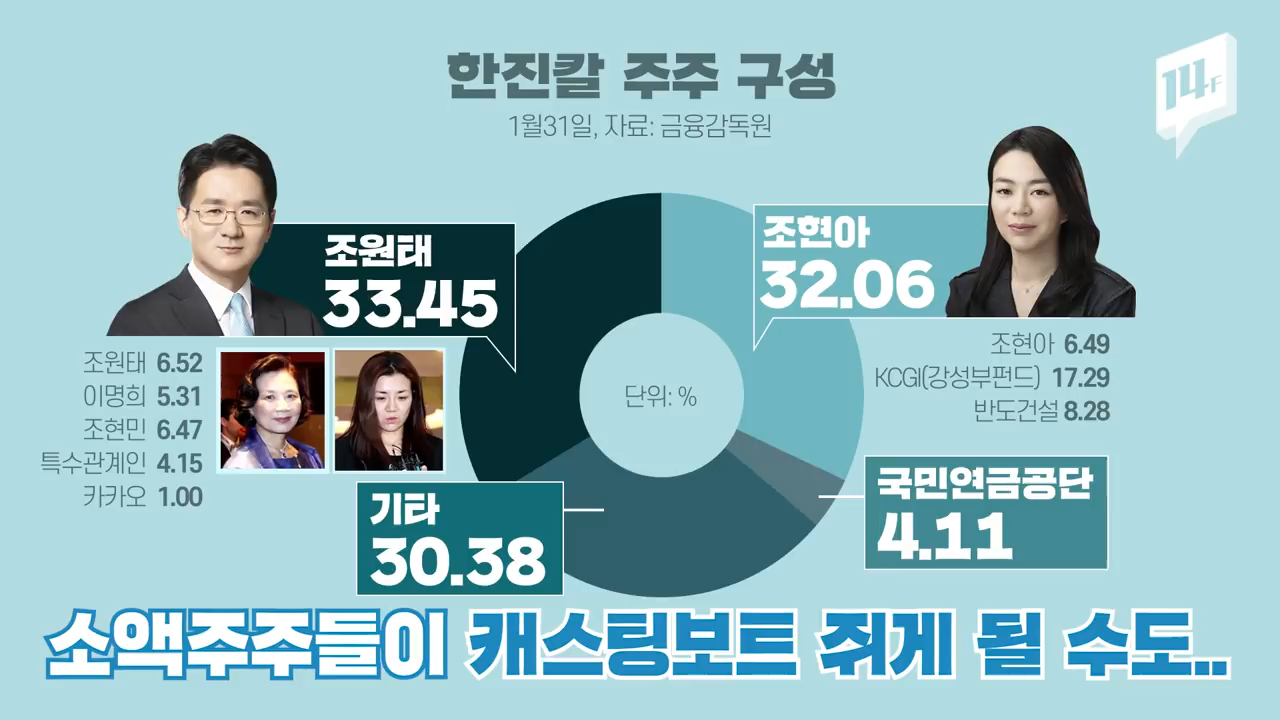 한진칼 주주 구성
1월31일, 자료: 금융감독원
14F
조원태
33.45
조원태 6.52
이명희 5.31
조현민 6.47
특수관계인 4.15
카카오 1.00
조현아
32.06
조현아 6.49
KCGI(강성부펀드) 17.29
반도건설 8.28
단위: %
국민연금공단
4.11
기타
30.38
소액주주들이 캐스팅보트 쥐게 될 수도..